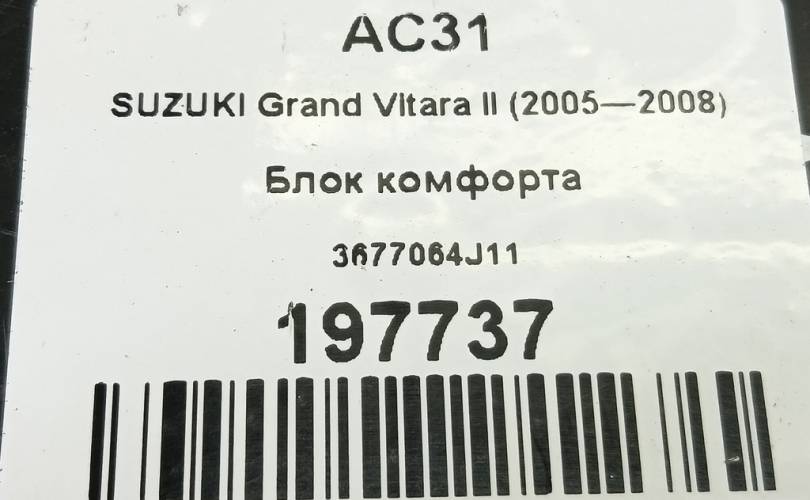 AC31
SUZUKI Grand Vitara II (2005—2008)
Блок комфорта
3677064J11
197737